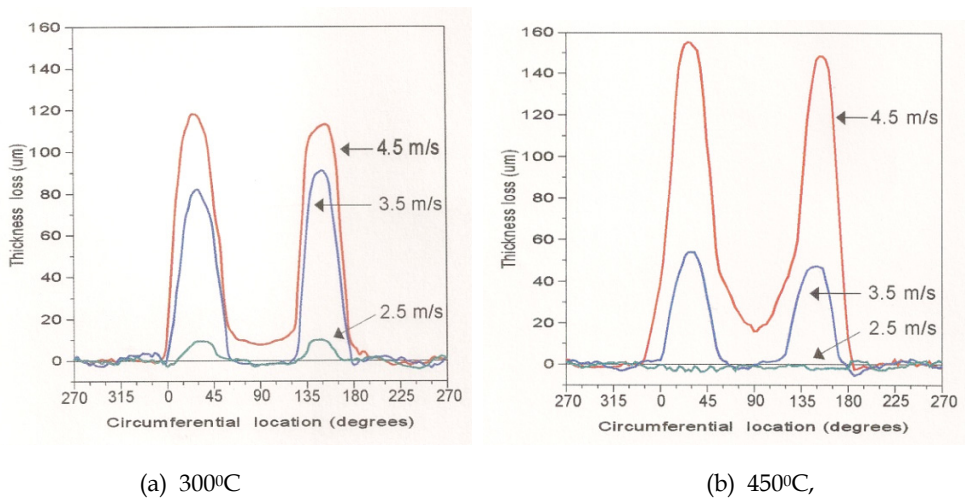 160
140
120
100
80
60
40
20
0
Thickness loss (um)
4.5 m/s
3.5 m/s
2.5 m/s
270 315 0 45 90 135 180 225 270
Circumferential location (degrees)
(a) 300⁰C
160
140
120
100
80
60
40
20
0
Thickness loss (um)
4.5 m/s
3.5 m/s
2.5 m/s
270 315 0 45 90 135 180 225 270
Circumferential location (degrees)
(b) 450⁰C,